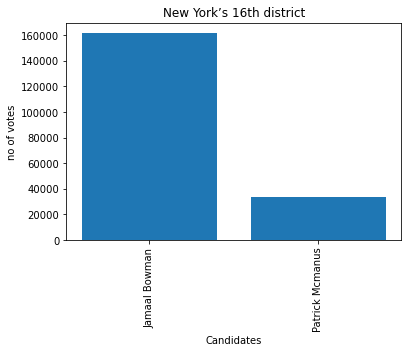 New York’s 16th district
no of votes
160000
140000
120000
100000
80000
60000
40000
20000
0
Jamaal Bowman
Patrick Mcmanus
Candidates